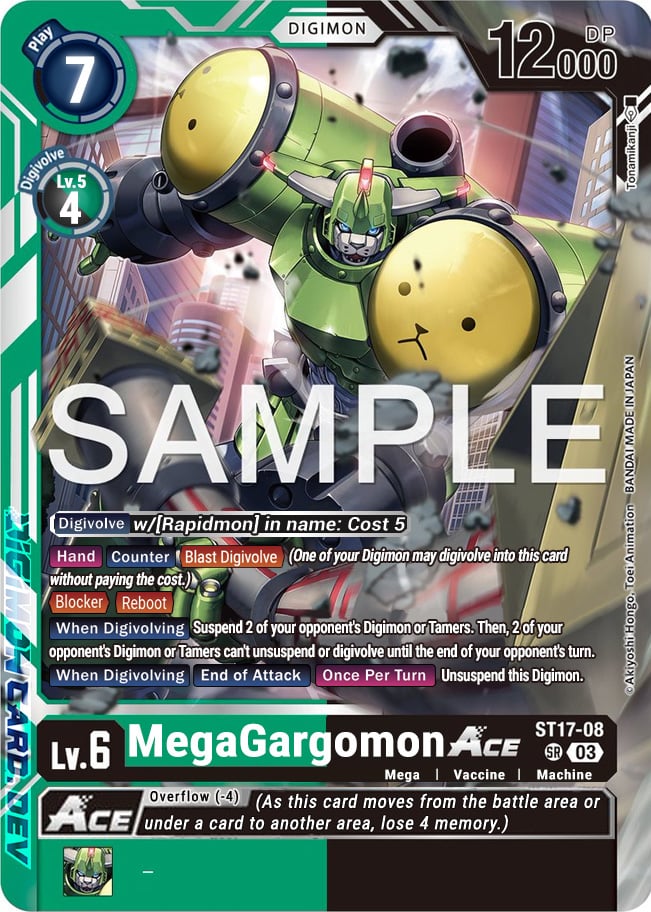 DIGIMON
Play
7
DP
12000
Digivolve
Lv.5
4
Tonamikanji
SAMPLE
Digivolve w/[Rapidmon] in name: Cost 5
Hand Counter Blast Digivolve (One of your Digimon may digivolve into this card
without paying the cost.)
Blocker Reboot
When Digivolving Suspend 2 of your opponent's Digimon or Tamers. Then, 2 of your
opponent's Digimon or Tamers can't unsuspend or digivolve until the end of your opponent's turn.
When Digivolving End of Attack Once Per Turn Unsuspend this Digimon.
©Akiyoshi Hongo, Toei Animation BANDAI MADE IN JAPAN
DIGIMON CARD.DEV
Lv.6 MegaGargomon ACE
ST17-08
SR 03
Mega | Vaccine | Machine
ACE
Overflow (-4) (As this card moves from the battle area or
under a card to another area, lose 4 memory.)
–